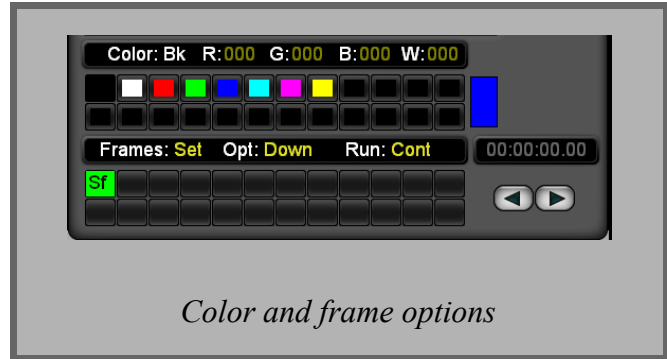 Color: Bk R:000 G:000 B:000 W:000
Frames: Set Opt: Down Run: Cont 00:00:00.00
Sf
Color and frame options